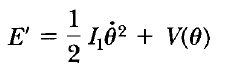 E′ = 1/2 I₁θ̇² + V(θ)